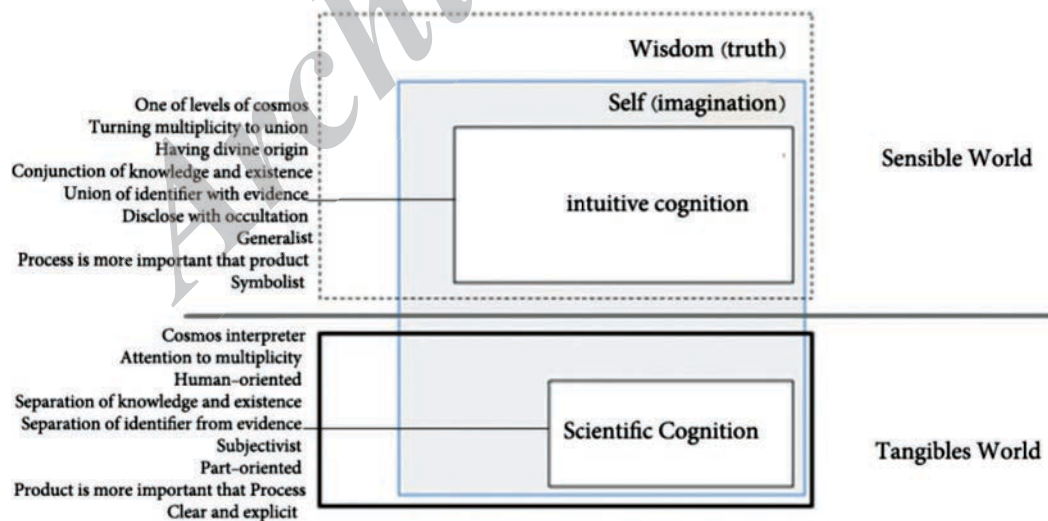 Wisdom (truth)
Self (imagination)
One of levels of cosmos
Turning multiplicity to union
Having divine origin
Conjunction of knowledge and existence
Union of identifier with evidence
Disclose with occultation
Generalist
Process is more important that product
Symbolist
intuitive cognition
Sensible World
Cosmos interpreter
Attention to multiplicity
Human-oriented
Separation of knowledge and existence
Separation of identifier from evidence
Subjectivist
Part-oriented
Product is more important that Process
Clear and explicit
Scientific Cognition
Tangibles World